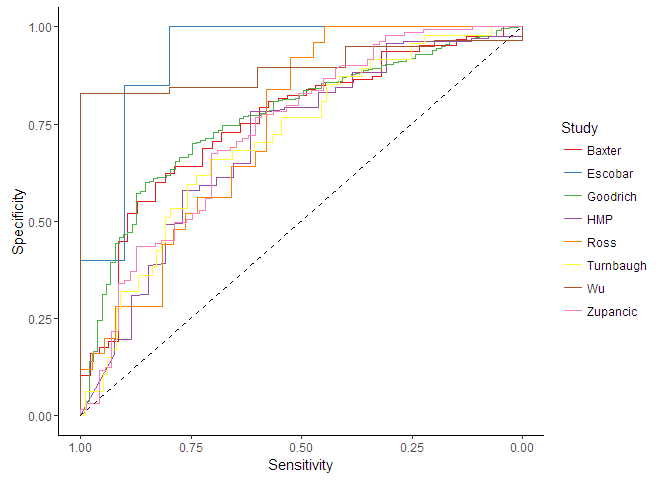 1.00
0.75
0.50
0.25
0.00
Specificity
1.00 0.75 0.50 0.25 0.00
Sensitivity
Study
Baxter
Escobar
Goodrich
HMP
Ross
Turnbaugh
Wu
Zupancic